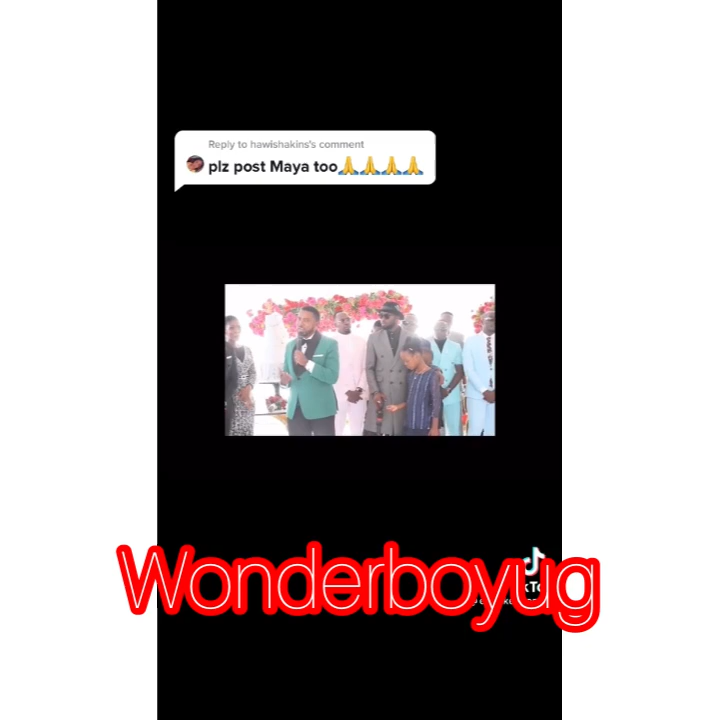 Reply to hawishakins's comment
plz post Maya too🙏🙏🙏🙏
Wonderboyug